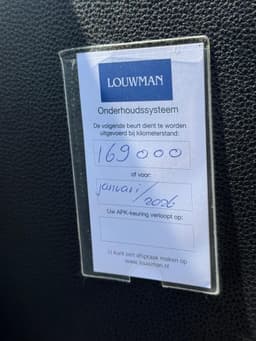 LOUWMAN
Onderhoudssysteem
De volgende beurt dient te worden
uitgevoerd bij kilometerstand:
169000
of voor:
januari/2026
Uw APK-keuring verloopt op:
U kunt een afspraak maken op
www.louwman.nl